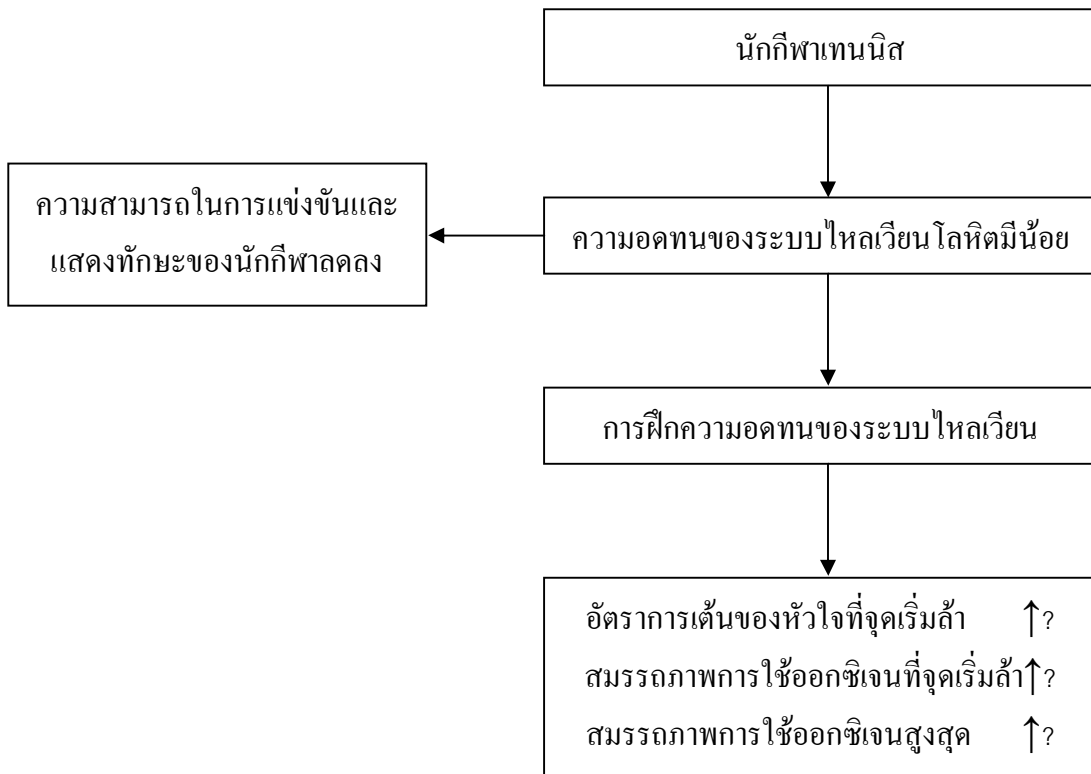 นักกีฬาเทนนิส
ความสามารถในการแข่งขันและ
แสดงทักษะของนักกีฬาลดลง
ความอดทนของระบบไหลเวียนโลหิตมีน้อย
การฝึกความอดทนของระบบไหลเวียน
อัตราการเต้นของหัวใจที่จุดเริ่มล้า ↑?
สมรรถภาพการใช้ออกซิเจนที่จุดเริ่มล้า↑?
สมรรถภาพการใช้ออกซิเจนสูงสุด ↑?